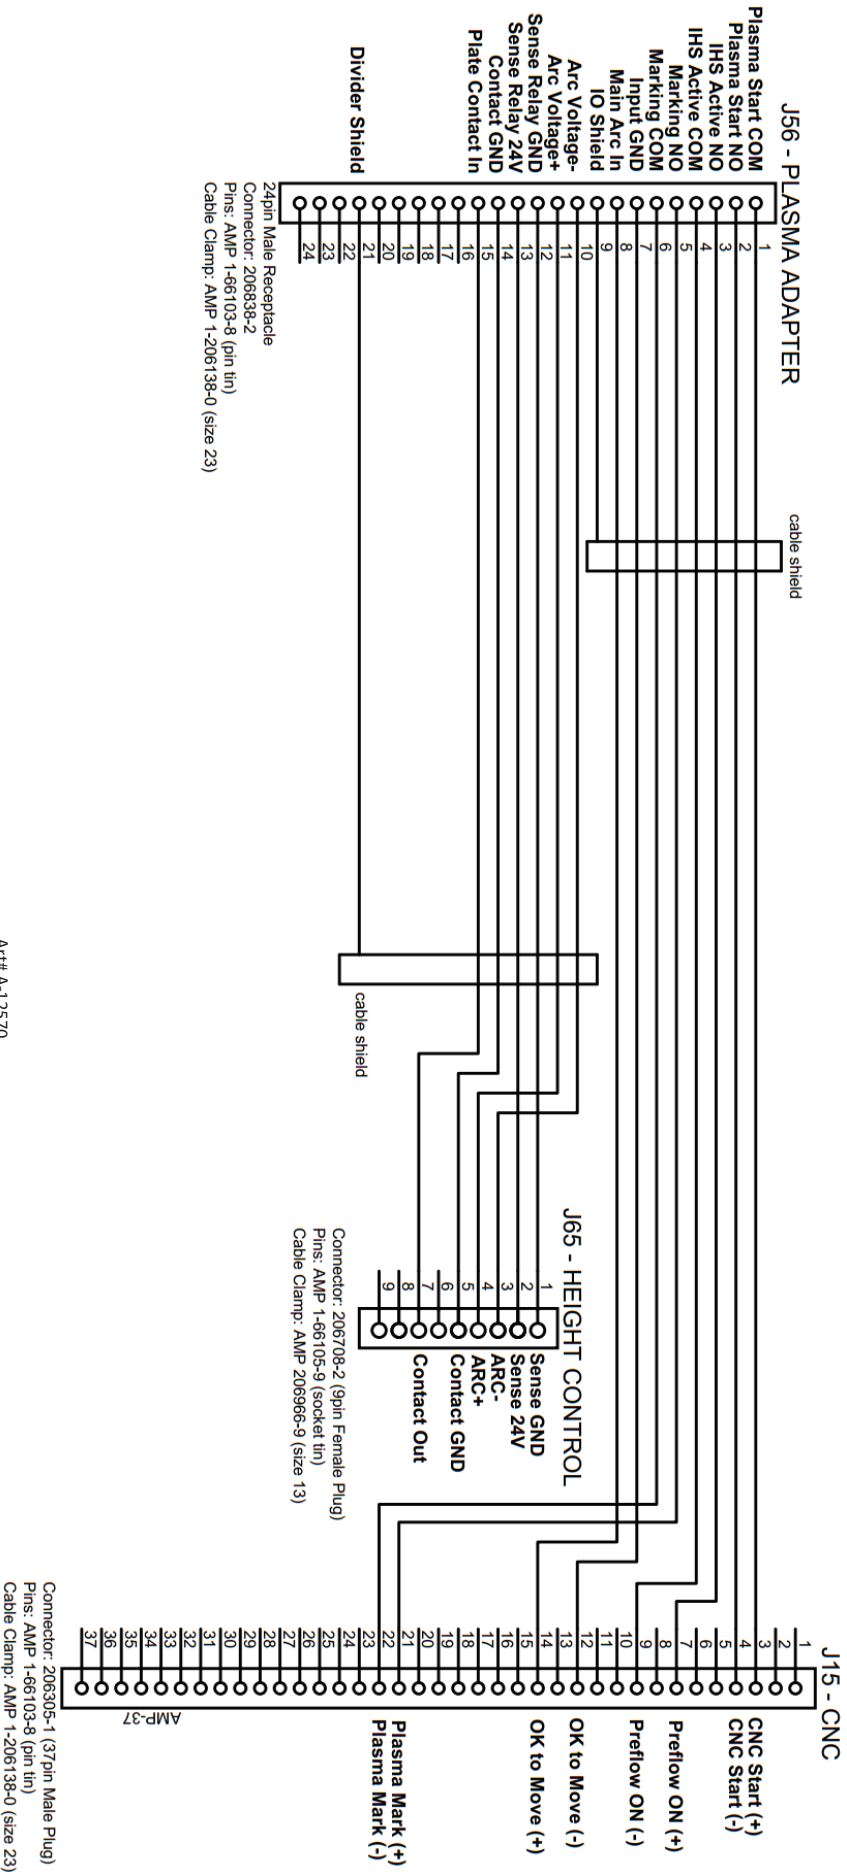 J56 - PLASMA ADAPTER
Plasma Start COM 1
Plasma Start NO 2
IHS Active NO 3
IHS Active COM 4
Marking NO 5
Marking COM 6
Input GND 7
Main Arc In 8
IO Shield 9
Arc Voltage- 10
Arc Voltage+ 11
Sense Relay GND 12
Sense Relay 24V 13
Contact GND 14
Plate Contact In 15
16
17
18
19
20
Divider Shield 21
22
23
24
24pin Male Receptacle
Connector: 206838-2
Pins: AMP 1-66103-8 (pin tin)
Cable Clamp: AMP 1-206138-0 (size 23)
cable shield
cable shield
J65 - HEIGHT CONTROL
1 Sense GND
2 Sense 24V
3 ARC-
4 ARC+
5 Contact GND
6
7 Contact Out
8
9
Connector: 206708-2 (9pin Female Plug)
Pins: AMP 1-66105-9 (socket tin)
Cable Clamp: AMP 206966-9 (size 13)
J15 - CNC
1
2
3 CNC Start (+)
4 CNC Start (-)
5
6
7 Preflow ON (+)
8
9 Preflow ON (-)
10
11
12 OK to Move (-)
13
14 OK to Move (+)
15
16
17
18
19
20
21 Plasma Mark (+)
22 Plasma Mark (-)
23
24
25
26
27
28
29
30
31
32
33
34
35
36
37
AMP-37
Connector: 206305-1 (37pin Male Plug)
Pins: AMP 1-66103-8 (pin tin)
Cable Clamp: AMP 1-206138-0 (size 23)
Art# A-12570